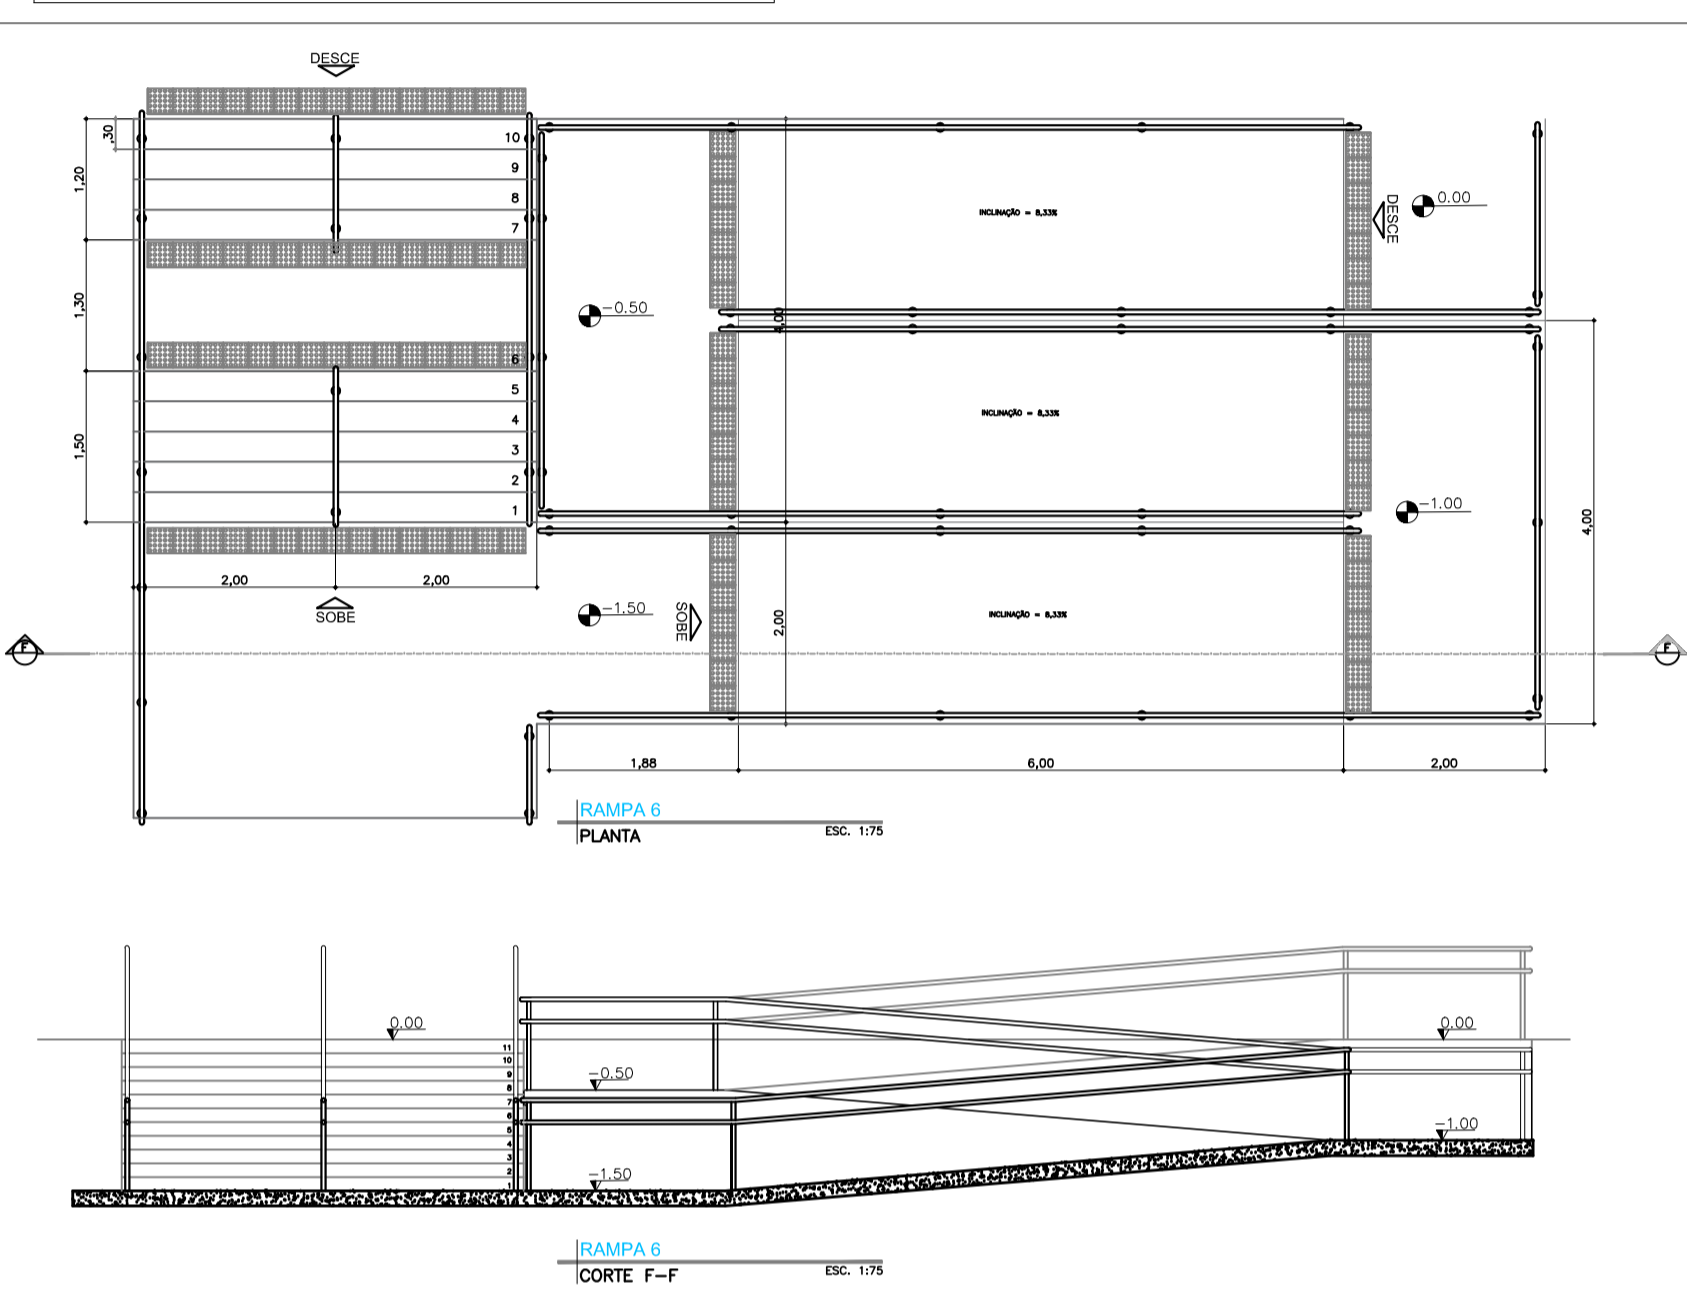 DESCE
,30
10
9
8
7
1,20
1,30
1,50
6
5
4
3
2
1
2,00
2,00
SOBE
F
INCLINAÇÃO = 8,33%
0.00
DESCE
-0.50
4,00
INCLINAÇÃO = 8,33%
-1.00
4,00
-1.50
SOBE
2,00
INCLINAÇÃO = 8,33%
F
1,88
6,00
2,00
RAMPA 6
PLANTA
ESC. 1:75
0.00
0.00
11
10
9
8
7
6
5
4
3
2
1
-0.50
-1.00
-1.50
RAMPA 6
CORTE F-F
ESC. 1:75